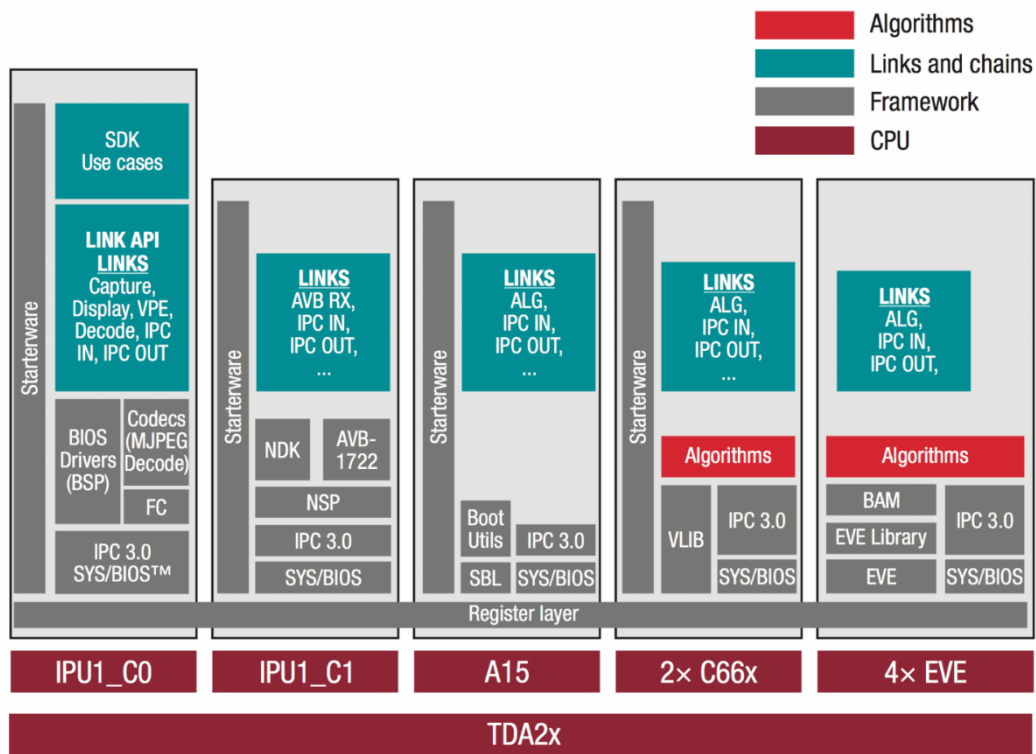 Algorithms
Links and chains
Framework
CPU
Starterware
SDK
Use cases
LINK API
LINKS
Capture,
Display, VPE,
Decode, IPC
IN, IPC OUT
BIOS
Drivers
(BSP)
Codecs
(MJPEG
Decode)
FC
IPC 3.0
SYS/BIOS™
Starterware
LINKS
AVB RX,
IPC IN,
IPC OUT,
...
NDK
AVB-
1722
NSP
IPC 3.0
SYS/BIOS
Starterware
LINKS
ALG,
IPC IN,
IPC OUT,
...
Boot
Utils
IPC 3.0
SBL
SYS/BIOS
Starterware
LINKS
ALG,
IPC IN,
IPC OUT,
...
Algorithms
VLIB
IPC 3.0
SYS/BIOS
LINKS
ALG,
IPC IN,
IPC OUT,
Algorithms
BAM
EVE Library
IPC 3.0
EVE
SYS/BIOS
Register layer
IPU1_C0
IPU1_C1
A15
2× C66x
4× EVE
TDA2x